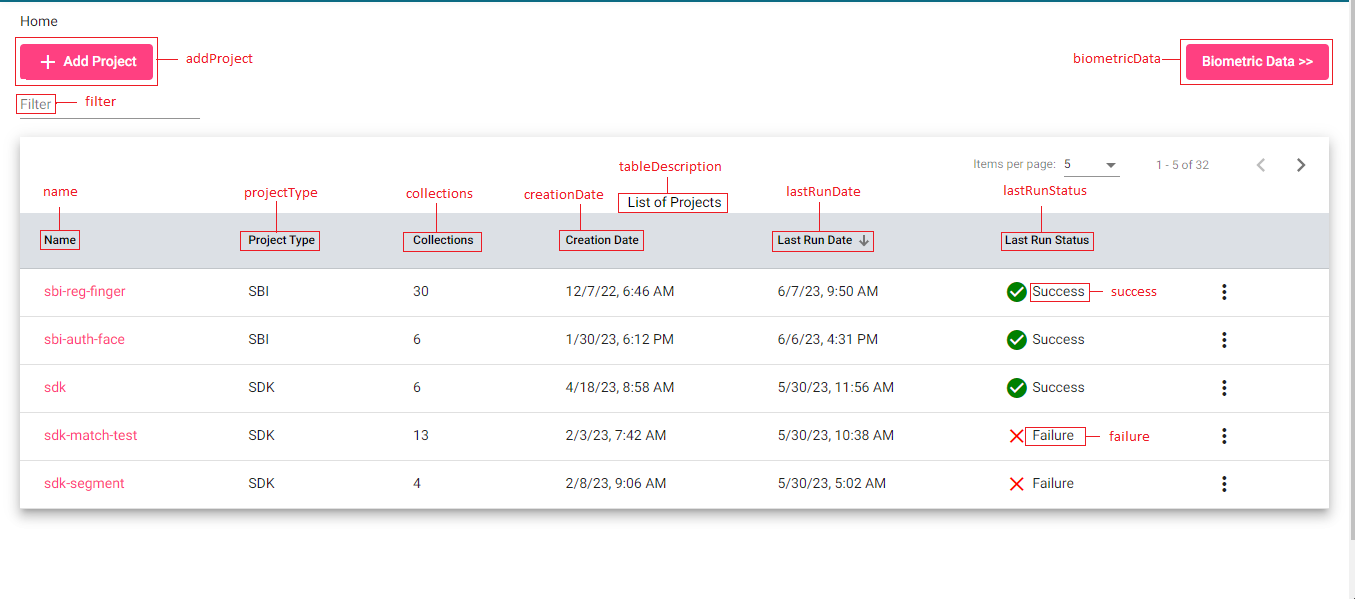 Home
Add Project addProject biometricData Biometric Data >>
Filter filter
Items per page: 5 1 - 5 of 32
tableDescription
name projectType collections creationDate lastRunDate lastRunStatus
List of Projects
Name Project Type Collections Creation Date Last Run Date Last Run Status
sbi-reg-finger SBI 30 12/7/22, 6:46 AM 6/7/23, 9:50 AM Success success
sbi-auth-face SBI 6 1/30/23, 6:12 PM 6/6/23, 4:31 PM Success
sdk SDK 6 4/18/23, 8:58 AM 5/30/23, 11:56 AM Success
sdk-match-test SDK 13 2/3/23, 7:42 AM 5/30/23, 10:38 AM Failure failure
sdk-segment SDK 4 2/8/23, 9:06 AM 5/30/23, 5:02 AM Failure